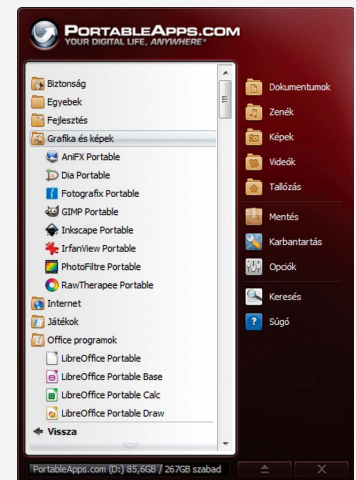 PORTABLEAPPS.COM
YOUR DIGITAL LIFE, ANYWHERE®
Biztonság
Egyebek
Fejlesztés
Grafika és képek
AniFX Portable
Dia Portable
Fotografix Portable
GIMP Portable
Inkscape Portable
IrfanView Portable
PhotoFiltre Portable
RawTherapee Portable
Internet
Játékok
Office programok
LibreOffice Portable
LibreOffice Portable Base
LibreOffice Portable Calc
LibreOffice Portable Draw
Vissza
Dokumentumok
Zenék
Képek
Videók
Tallózás
Mentés
Karbantartás
Opciók
Keresés
Súgó
PortableApps.com (D:) 85,6GB / 267GB szabad